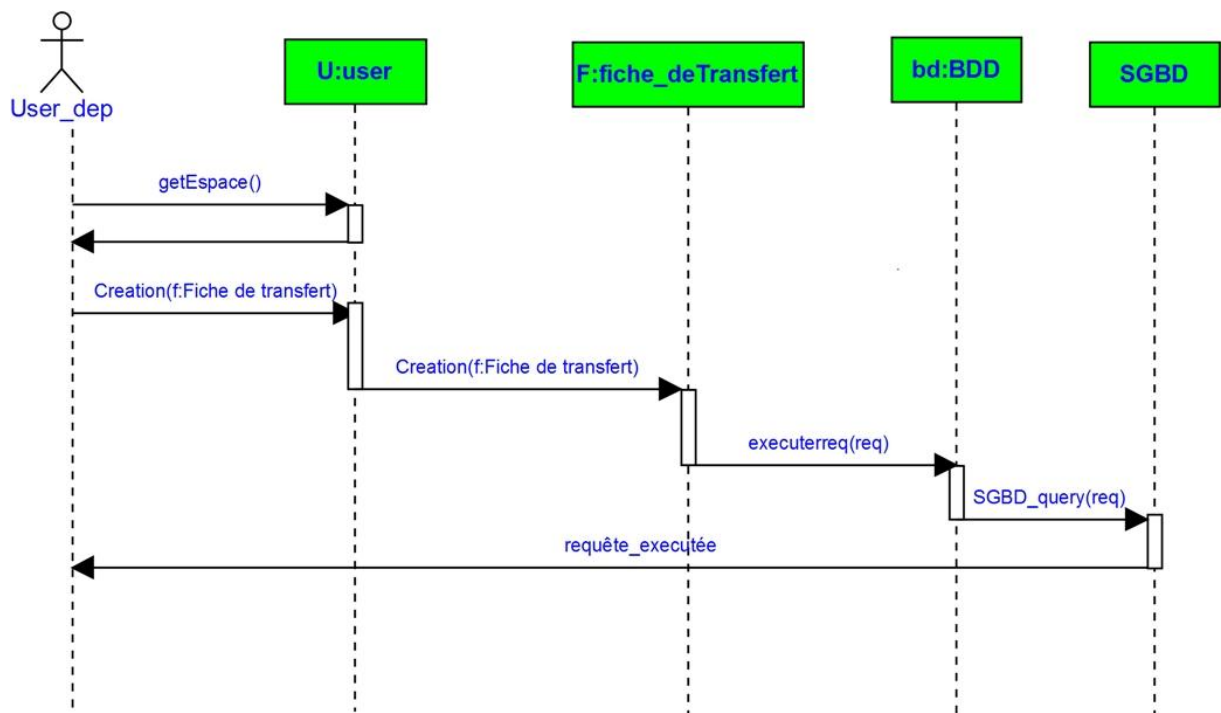 User_dep
U:user
F:fiche_deTransfert
bd:BDD
SGBD
getEspace()
Creation(f:Fiche de transfert)
Creation(f:Fiche de transfert)
executerreq(req)
SGBD_query(req)
requête_executée